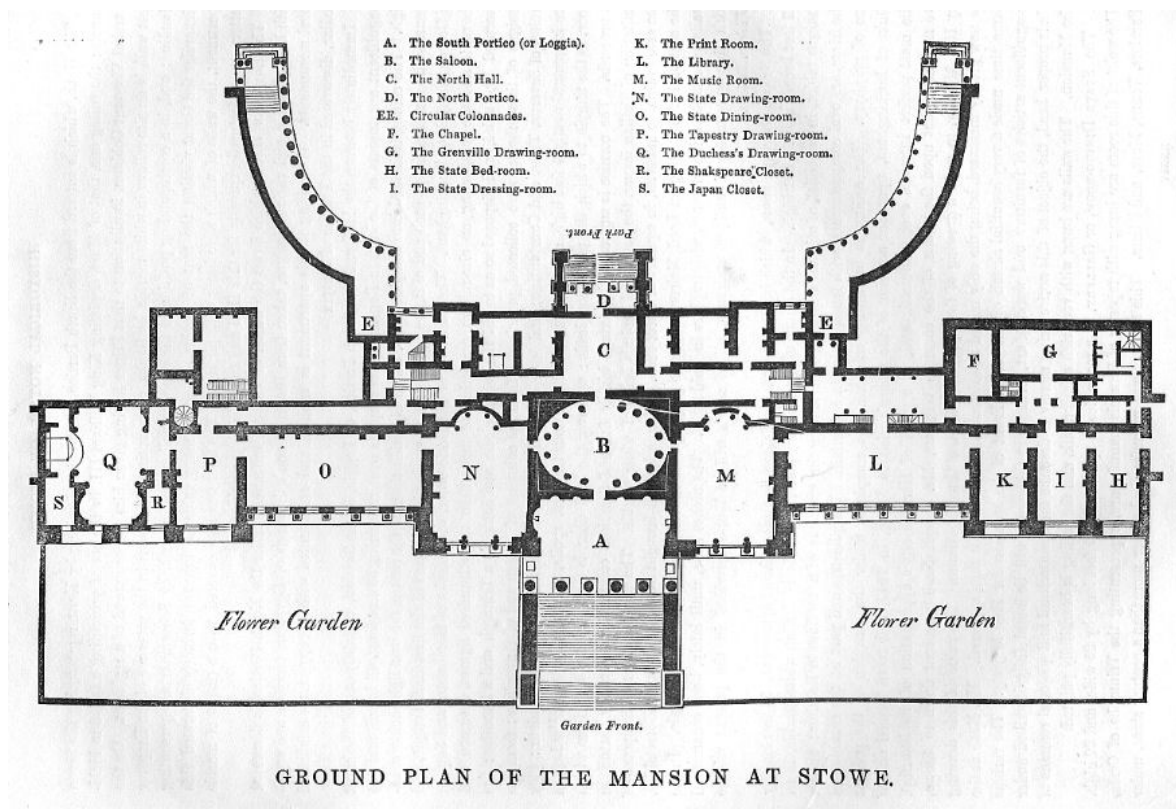 A. The South Portico (or Loggia).
B. The Saloon.
C. The North Hall.
D. The North Portico.
EE. Circular Colonnades.
F. The Chapel.
G. The Grenville Drawing-room.
H. The State Bed-room.
I. The State Dressing-room.
K. The Print Room.
L. The Library.
M. The Music Room.
N. The State Drawing-room.
O. The State Dining-room.
P. The Tapestry Drawing-room.
Q. The Duchess's Drawing-room.
R. The Shakspeare Closet.
S. The Japan Closet.
Park Front.
D
E
E
C
F
G
B
Q
P
O
N
M
L
K
I
H
S
R
A
Flower Garden
Flower Garden
Garden Front.
GROUND PLAN OF THE MANSION AT STOWE.